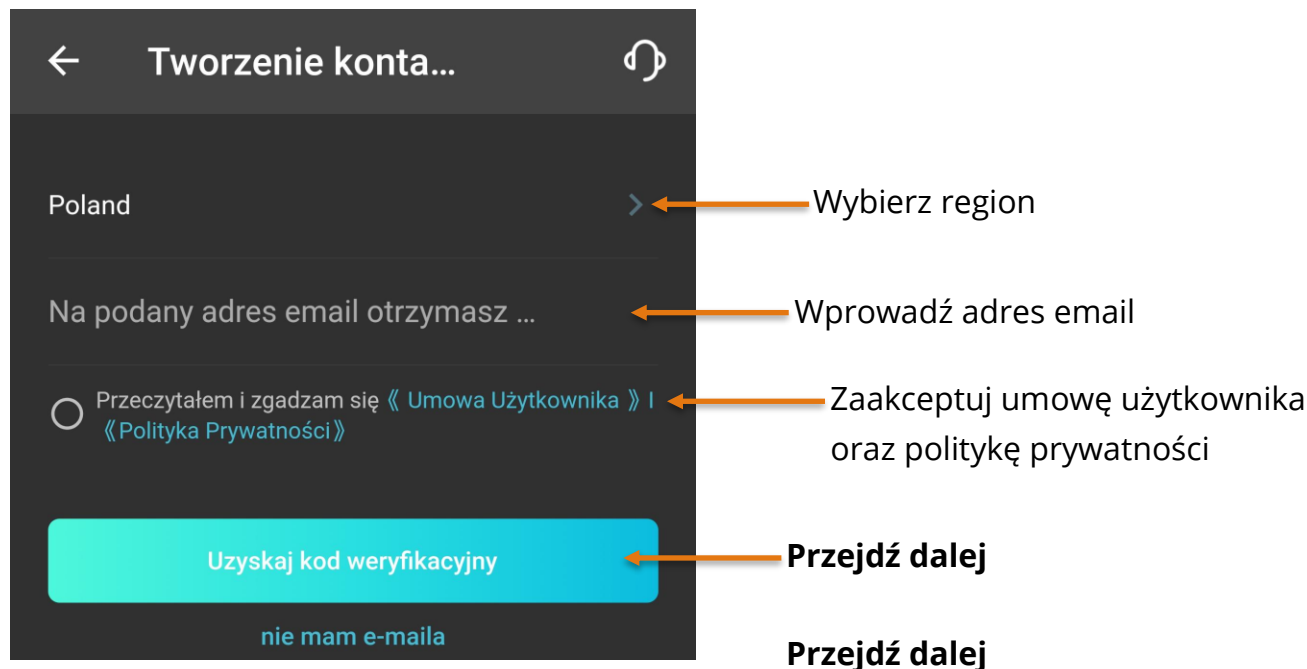 Tworzenie konta...
Poland
Wybierz region
Na podany adres email otrzymasz ...
Wprowadź adres email
Przeczytałem i zgadzam się 《 Umowa Użytkownika 》 I
《Polityka Prywatności》
Zaakceptuj umowę użytkownika
oraz politykę prywatności
Uzyskaj kod weryfikacyjny
Przejdź dalej
nie mam e-maila
Przejdź dalej